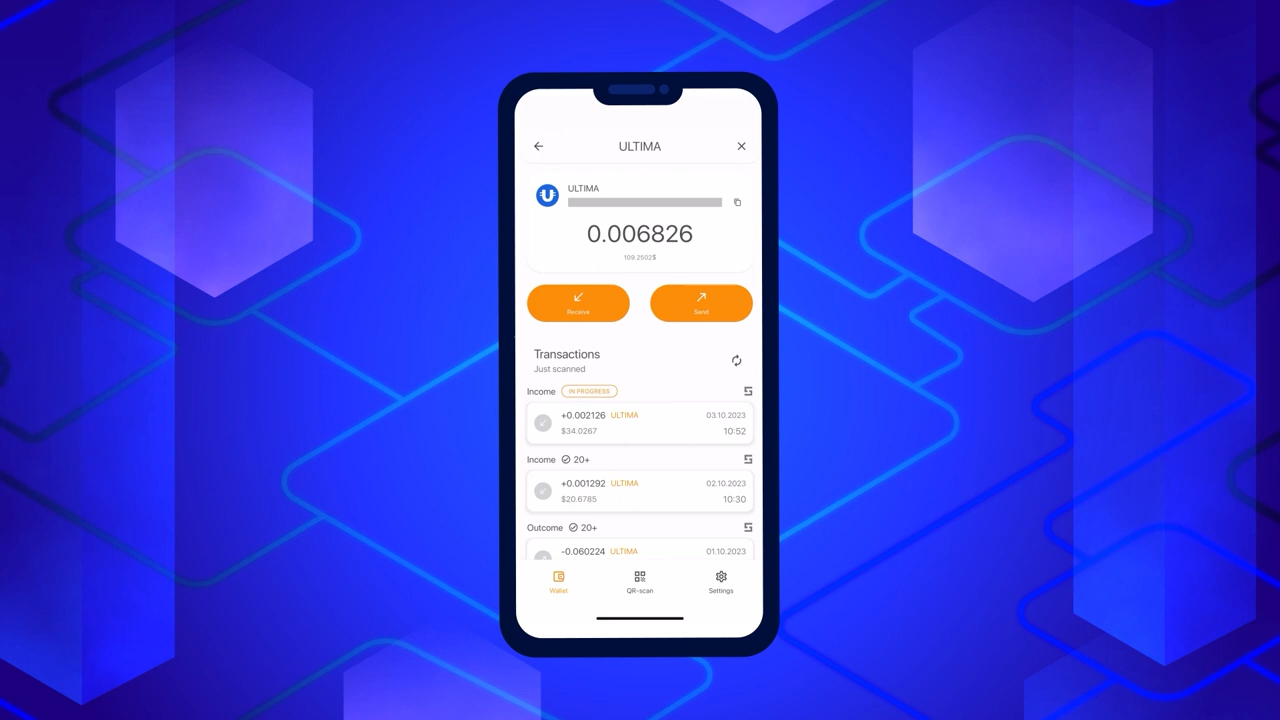 ULTIMA
ULTIMA
0.006826
109.2502$
Receive
Send
Transactions
Just scanned
Income IN PROGRESS
+0.002126 ULTIMA 03.10.2023
$34.0267 10:52
Income 20+
+0.001292 ULTIMA 02.10.2023
$20.6785 10:30
Outcome 20+
-0.060224 ULTIMA 01.10.2023
Wallet QR-scan Settings